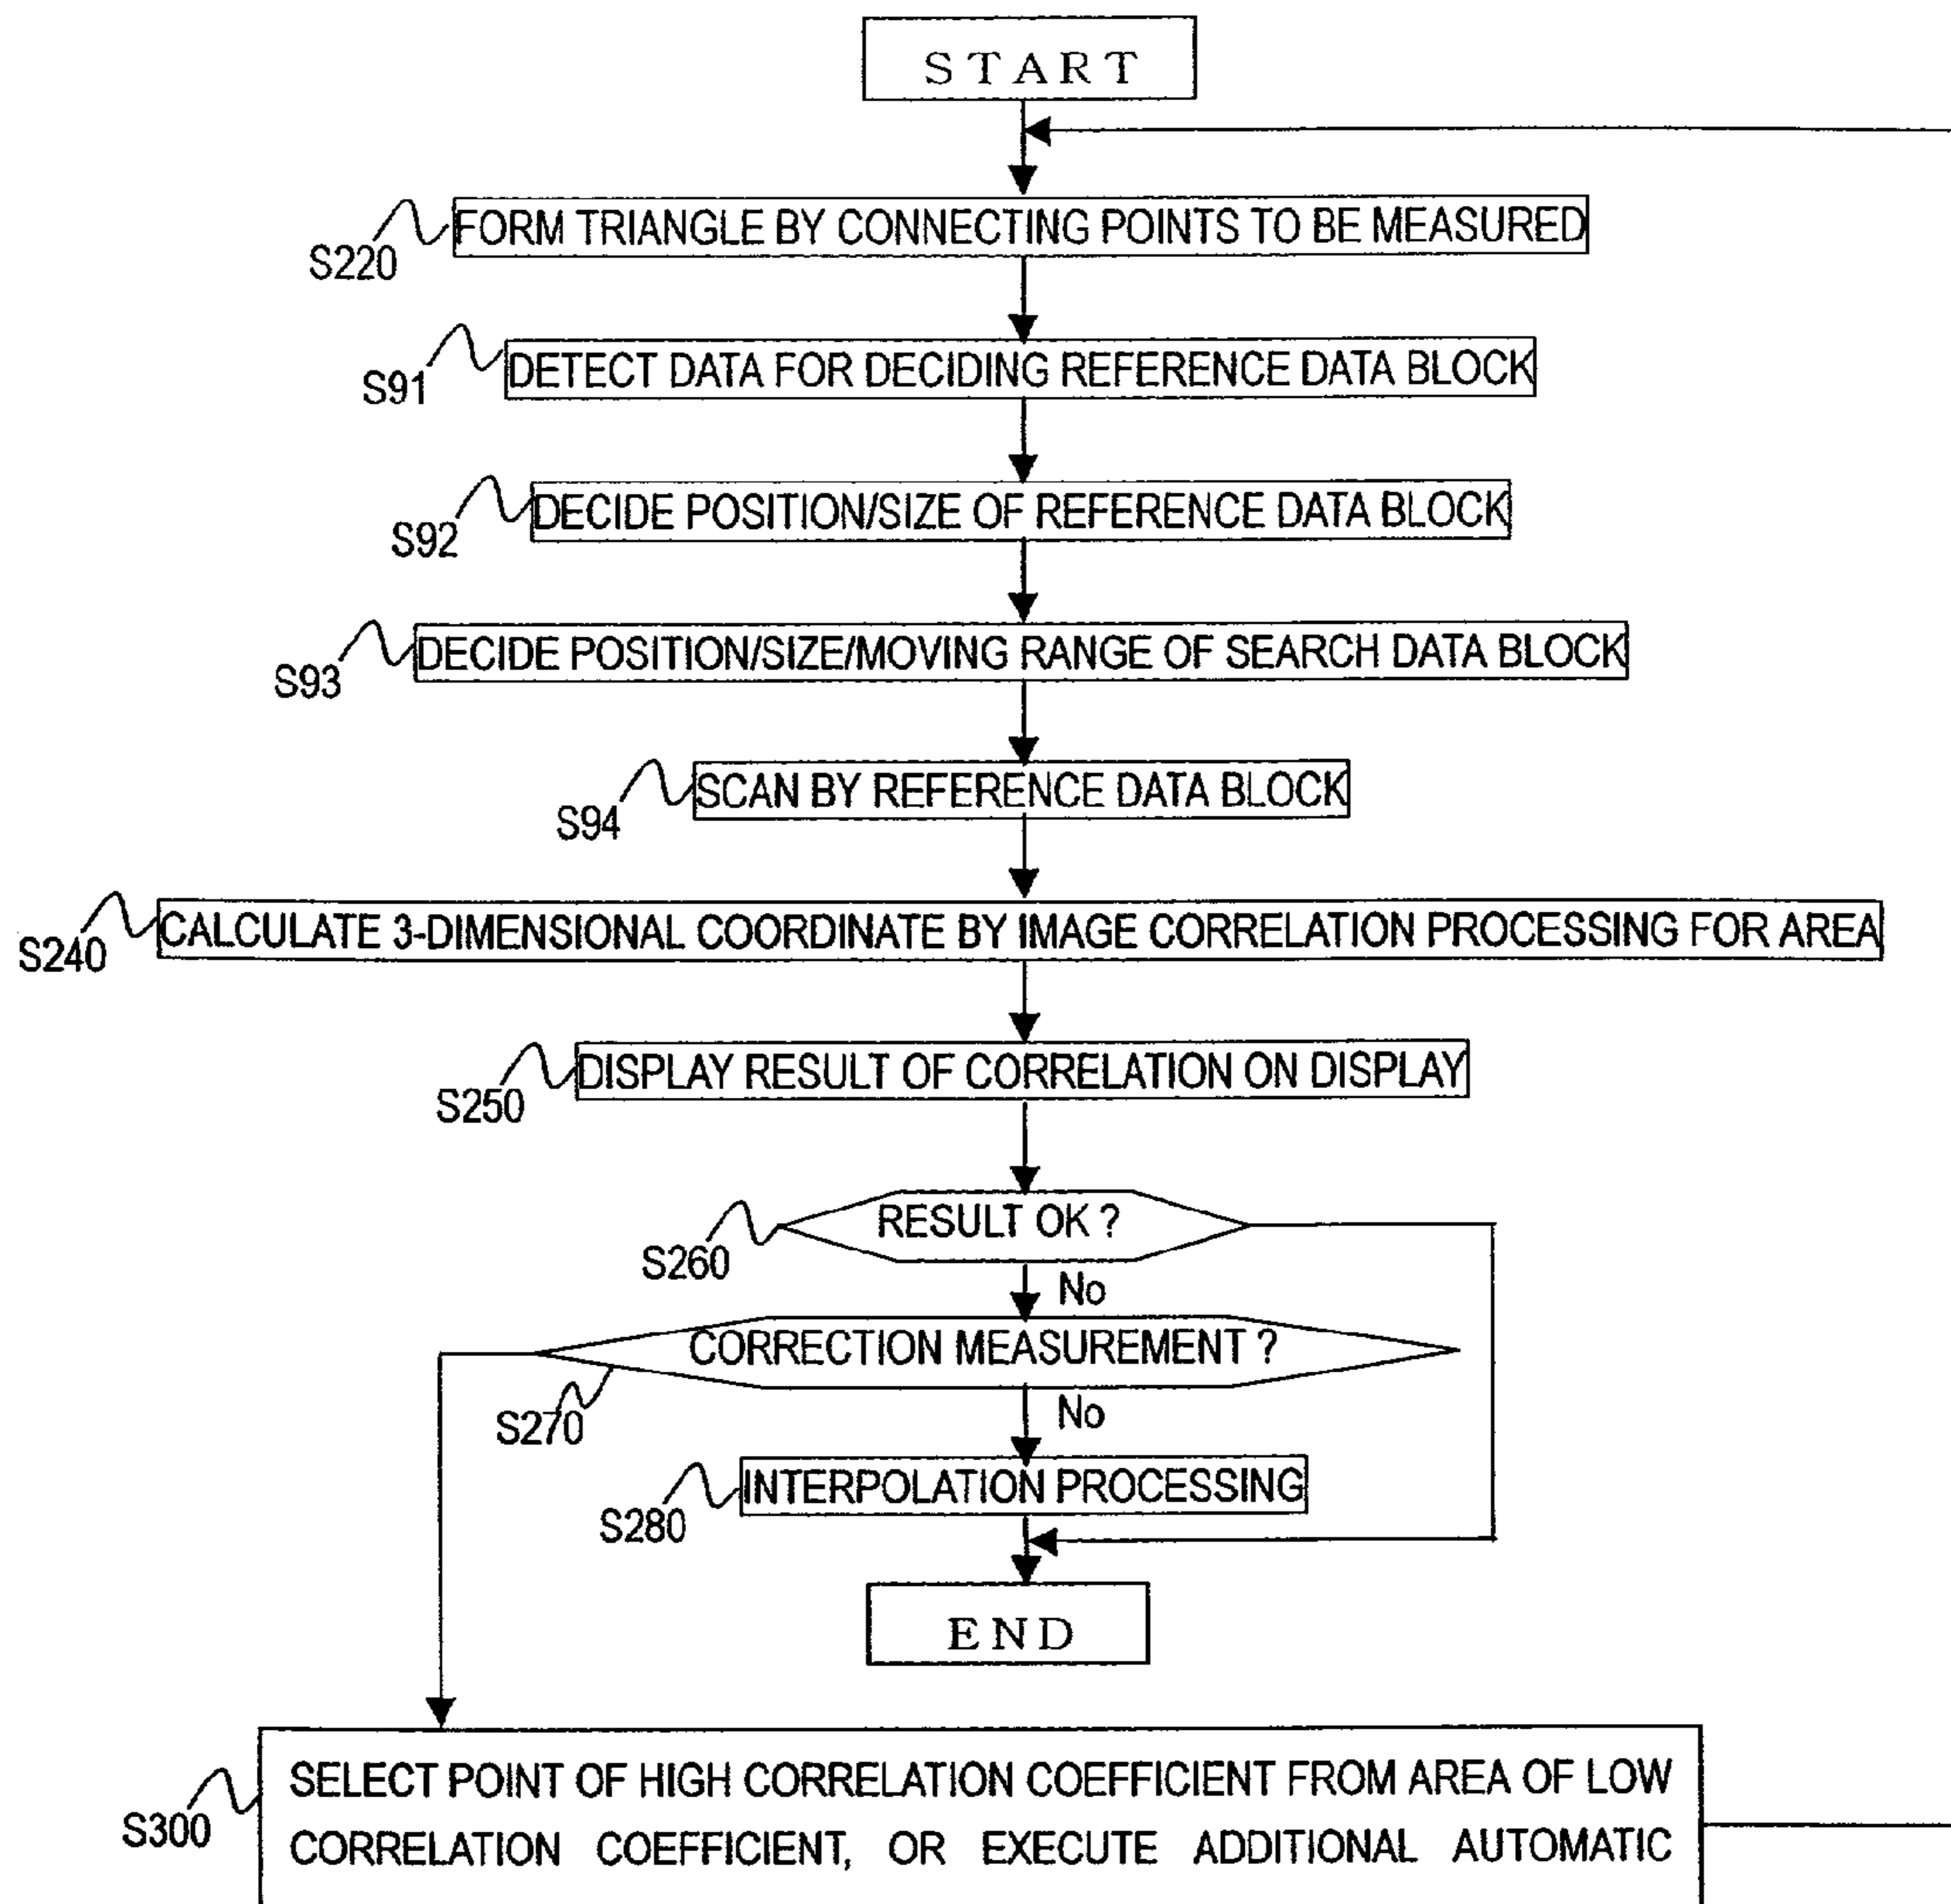 START
FORM TRIANGLE BY CONNECTING POINTS TO BE MEASURED
S220
DETECT DATA FOR DECIDING REFERENCE DATA BLOCK
S91
DECIDE POSITION/SIZE OF REFERENCE DATA BLOCK
S92
DECIDE POSITION/SIZE/MOVING RANGE OF SEARCH DATA BLOCK
S93
SCAN BY REFERENCE DATA BLOCK
S94
CALCULATE 3-DIMENSIONAL COORDINATE BY IMAGE CORRELATION PROCESSING FOR AREA
S240
DISPLAY RESULT OF CORRELATION ON DISPLAY
S250
RESULT OK ?
S260
No
CORRECTION MEASUREMENT ?
S270
No
INTERPOLATION PROCESSING
S280
END
SELECT POINT OF HIGH CORRELATION COEFFICIENT FROM AREA OF LOW
S300
CORRELATION COEFFICIENT, OR EXECUTE ADDITIONAL AUTOMATIC